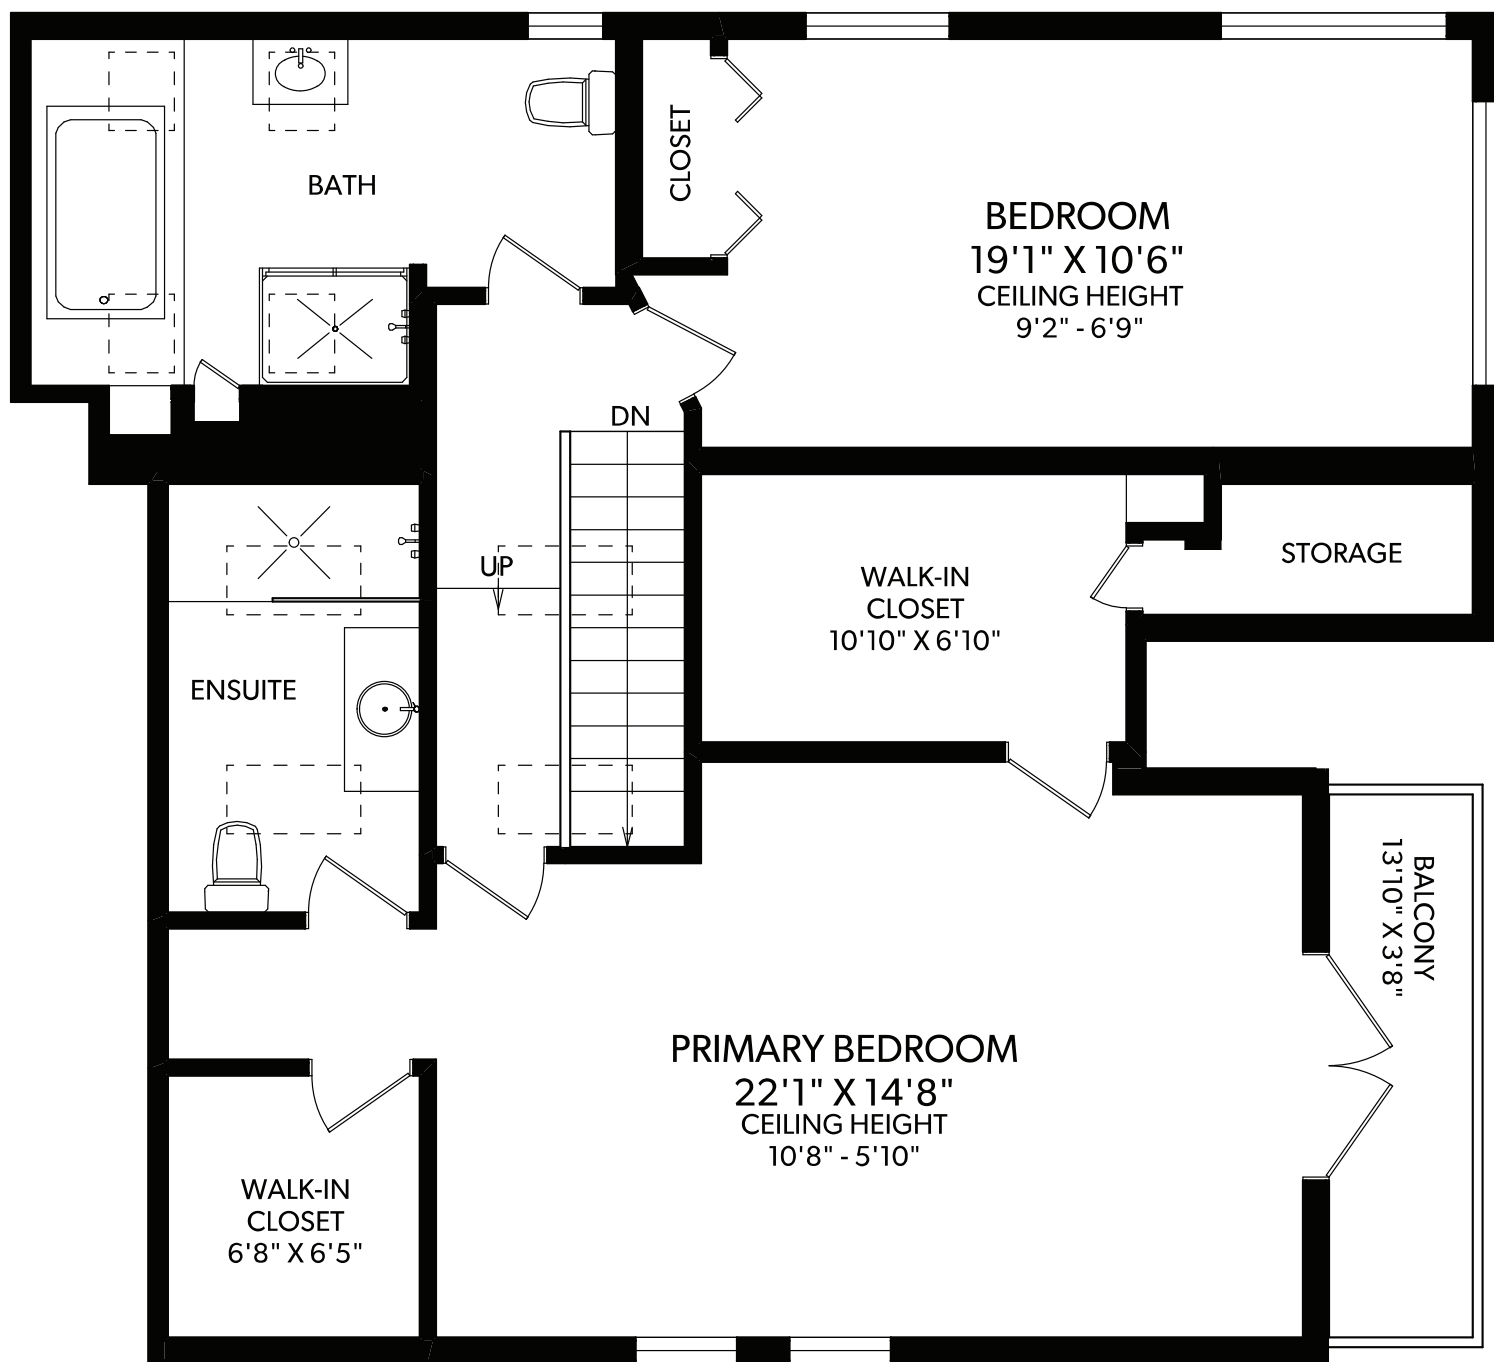 BATH
CLOSET
BEDROOM
19'1" X 10'6"
CEILING HEIGHT
9'2" - 6'9"
DN
UP
WALK-IN
CLOSET
10'10" X 6'10"
STORAGE
ENSUITE
BALCONY
13'10" X 3'8"
PRIMARY BEDROOM
22'1" X 14'8"
CEILING HEIGHT
10'8" - 5'10"
WALK-IN
CLOSET
6'8" X 6'5"